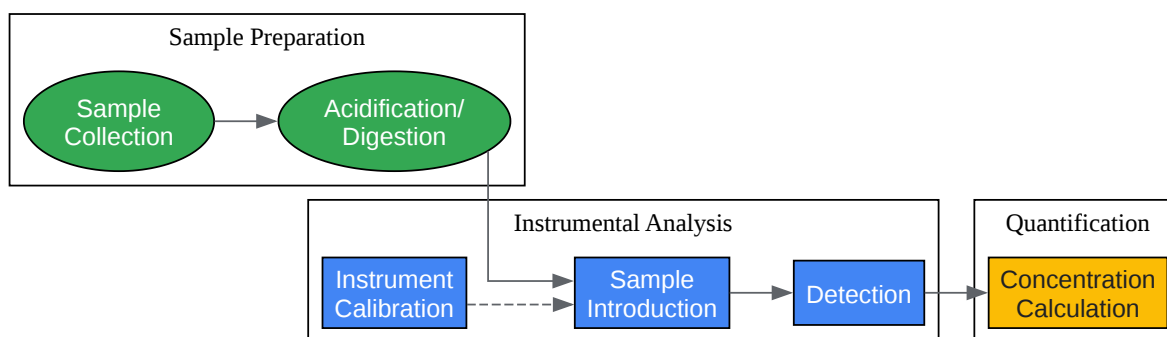 Sample Preparation
Sample
Collection
Acidification/
Digestion
Instrumental Analysis
Instrument
Calibration
Sample
Introduction
Detection
Quantification
Concentration
Calculation